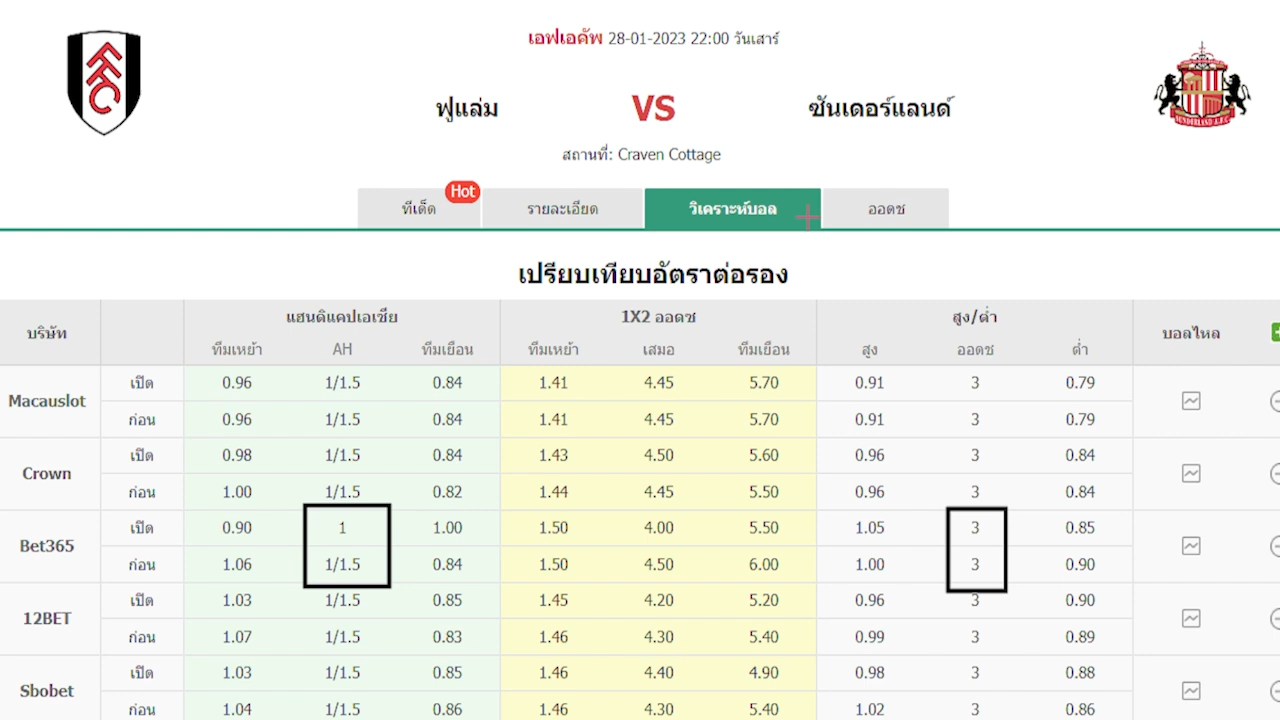 เอฟเอคัพ 28-01-2023 22:00 วันเสาร์
ฟูแล่ม VS ซันเดอร์แลนด์
SUNDERLAND A.F.C
สถานที่: Craven Cottage
Hot
ทีเด็ด รายละเอียด วิเคราะห์บอล ออดซ
เปรียบเทียบอัตราต่อรอง
บริษัท แฮนดิแคปเอเชีย 1X2 ออดซ สูง/ต่ำ บอลไหล
ทีมเหย้า AH ทีมเยือน ทีมเหย้า เสมอ ทีมเยือน สูง ออดซ ต่ำ
Macauslot
เปิด 0.96 1/1.5 0.84 1.41 4.45 5.70 0.91 3 0.79
ก่อน 0.96 1/1.5 0.84 1.41 4.45 5.70 0.91 3 0.79
Crown
เปิด 0.98 1/1.5 0.84 1.43 4.50 5.60 0.96 3 0.84
ก่อน 1.00 1/1.5 0.82 1.44 4.45 5.50 0.96 3 0.84
Bet365
เปิด 0.90 1 1.00 1.50 4.00 5.50 1.05 3 0.85
ก่อน 1.06 1/1.5 0.84 1.50 4.50 6.00 1.00 3 0.90
12BET
เปิด 1.03 1/1.5 0.85 1.45 4.20 5.20 0.96 3 0.90
ก่อน 1.07 1/1.5 0.83 1.46 4.30 5.40 0.99 3 0.89
Sbobet
เปิด 1.03 1/1.5 0.85 1.46 4.40 4.90 0.98 3 0.88
ก่อน 1.04 1/1.5 0.86 1.46 4.30 5.40 1.02 3 0.86